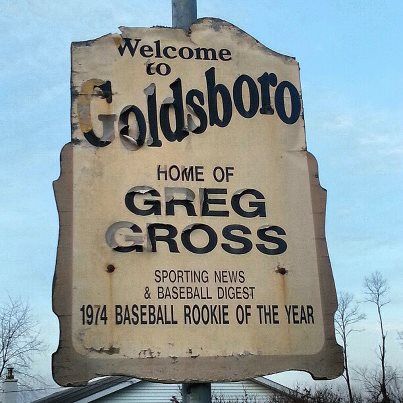 Welcome
to
Goldsboro
HOME OF
GREG
GROSS
SPORTING NEWS
& BASEBALL DIGEST
1974 BASEBALL ROOKIE OF THE YEAR